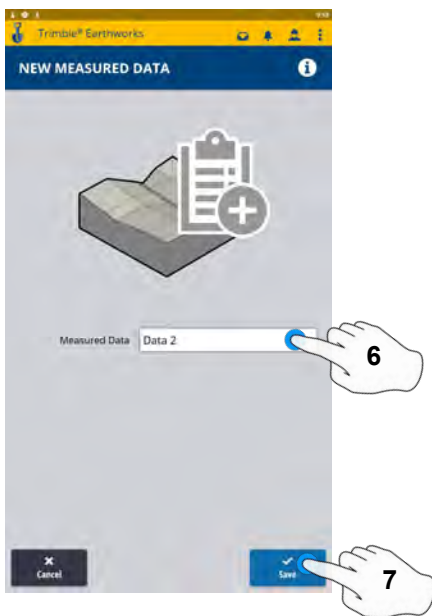 Trimble® Earthworks
NEW MEASURED DATA
Measured Data
Data 2
6
Cancel
Save
7